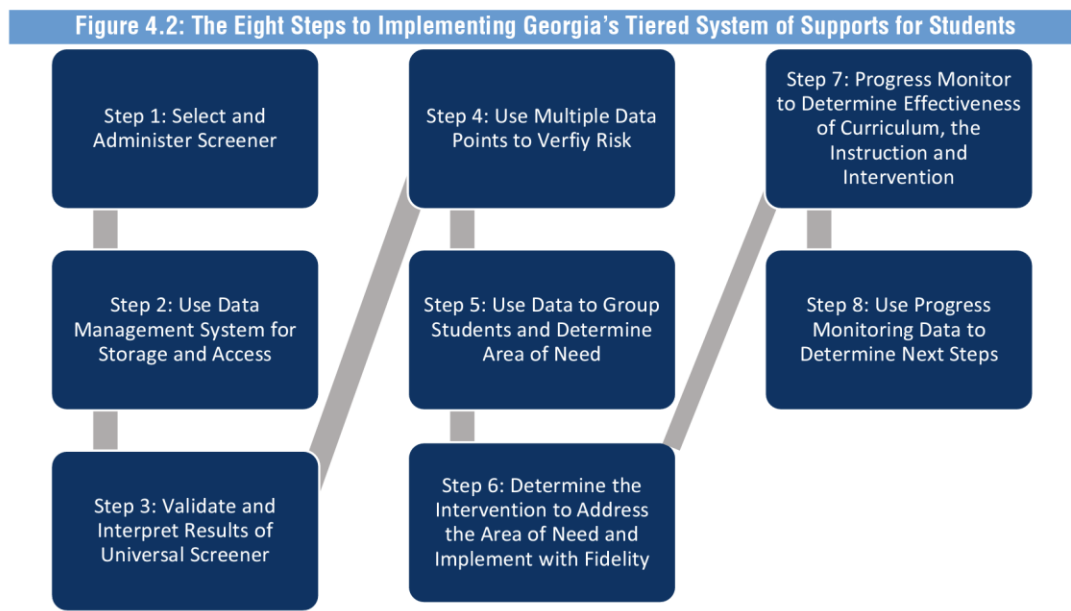 Figure 4.2: The Eight Steps to Implementing Georgia's Tiered System of Supports for Students
Step 1: Select and
Administer Screener
Step 2: Use Data
Management System for
Storage and Access
Step 3: Validate and
Interpret Results of
Universal Screener
Step 4: Use Multiple Data
Points to Verfiy Risk
Step 5: Use Data to Group
Students and Determine
Area of Need
Step 6: Determine the
Intervention to Address
the Area of Need and
Implement with Fidelity
Step 7: Progress Monitor
to Determine Effectiveness
of Curriculum, the
Instruction and
Intervention
Step 8: Use Progress
Monitoring Data to
Determine Next Steps